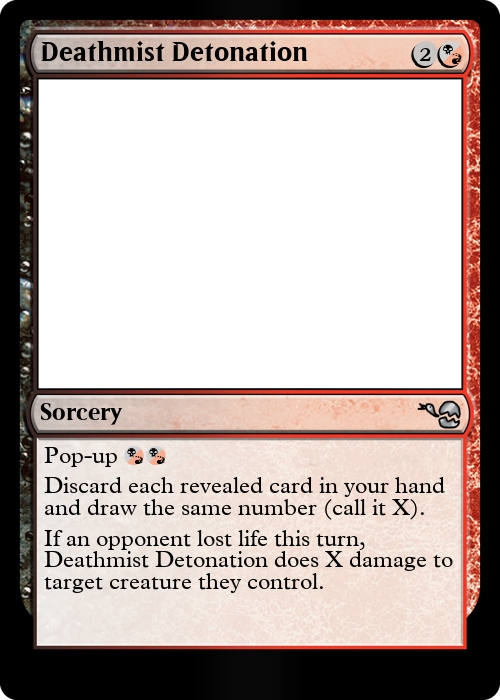 Deathmist Detonation 2
Sorcery
Pop-up
Discard each revealed card in your hand
and draw the same number (call it X).
If an opponent lost life this turn,
Deathmist Detonation does X damage to
target creature they control.